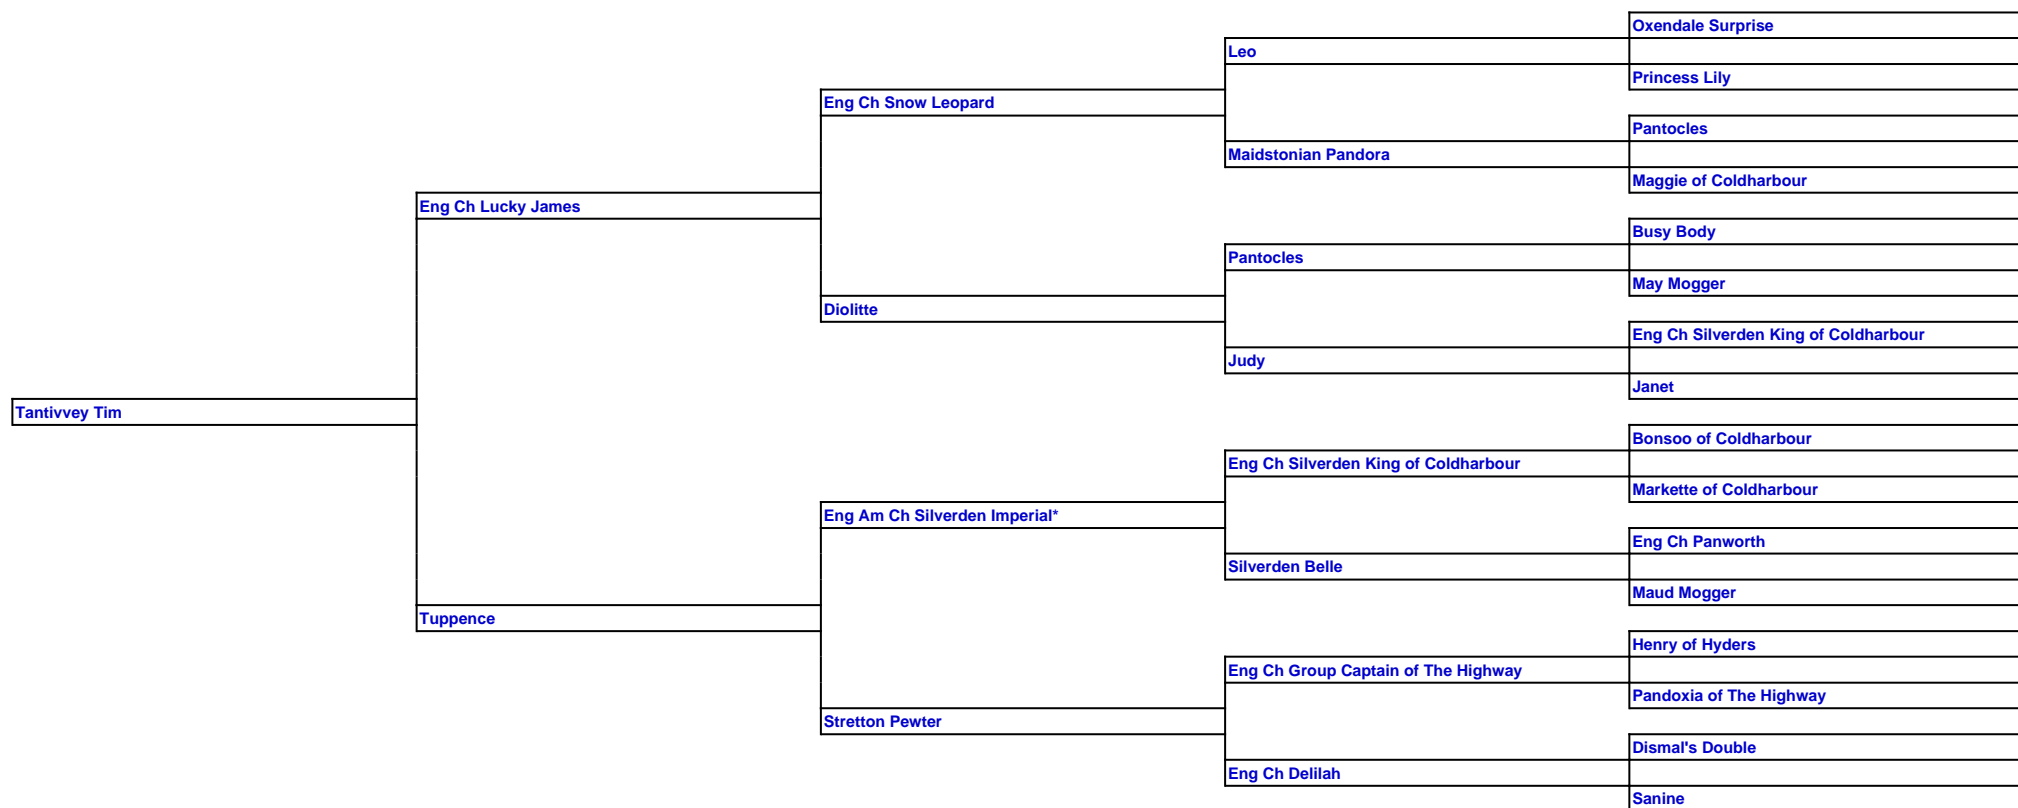 Oxendale Surprise
Leo
Princess Lily
Eng Ch Snow Leopard
Pantocles
Maidstonian Pandora
Maggie of Coldharbour
Eng Ch Lucky James
Busy Body
Pantocles
May Mogger
Diolitte
Eng Ch Silverden King of Coldharbour
Judy
Janet
Tantivvey Tim
Bonsoo of Coldharbour
Eng Ch Silverden King of Coldharbour
Markette of Coldharbour
Eng Am Ch Silverden Imperial*
Eng Ch Panworth
Silverden Belle
Maud Mogger
Tuppence
Henry of Hyders
Eng Ch Group Captain of The Highway
Pandoxia of The Highway
Stretton Pewter
Dismal's Double
Eng Ch Delilah
Sanine